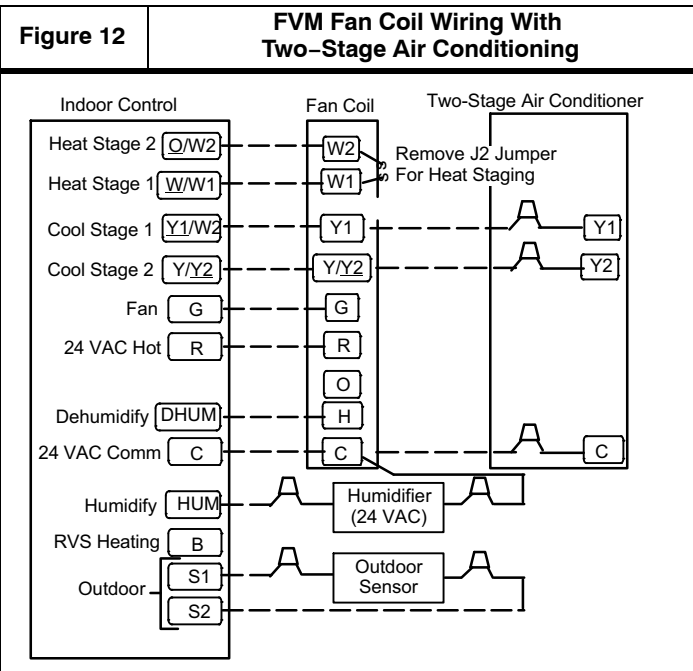 Figure 12
FVM Fan Coil Wiring With
Two−Stage Air Conditioning
Indoor Control
Fan Coil
Two-Stage Air Conditioner
Heat Stage 2 O/W2
W2
Remove J2 Jumper
For Heat Staging
Heat Stage 1 W/W1
W1
Cool Stage 1 Y1/W2
Y1
Y1
Cool Stage 2 Y/Y2
Y/Y2
Y2
Fan G
G
24 VAC Hot R
R
O
Dehumidify DHUM
H
24 VAC Comm C
C
C
Humidify HUM
Humidifier
(24 VAC)
RVS Heating B
Outdoor
S1
S2
Outdoor
Sensor